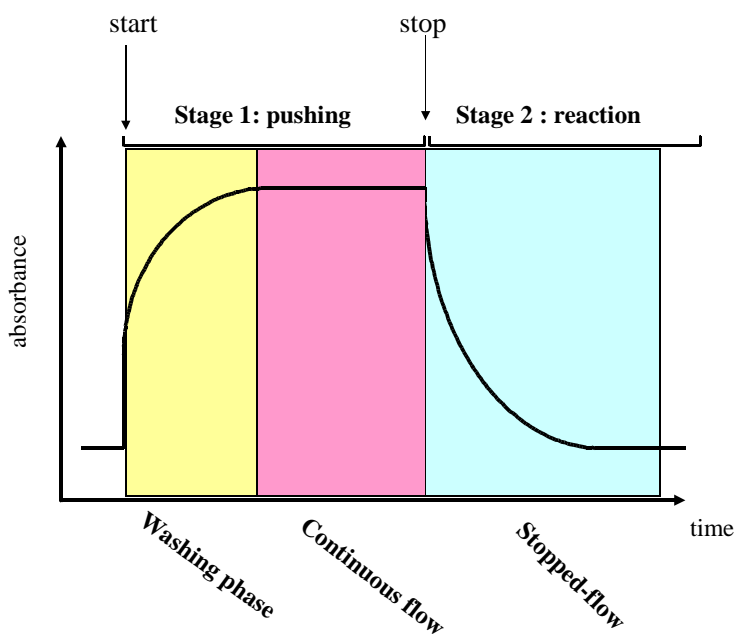 start
stop
Stage 1: pushing
Stage 2 : reaction
absorbance
time
Washing phase
Continuous flow
Stopped-flow